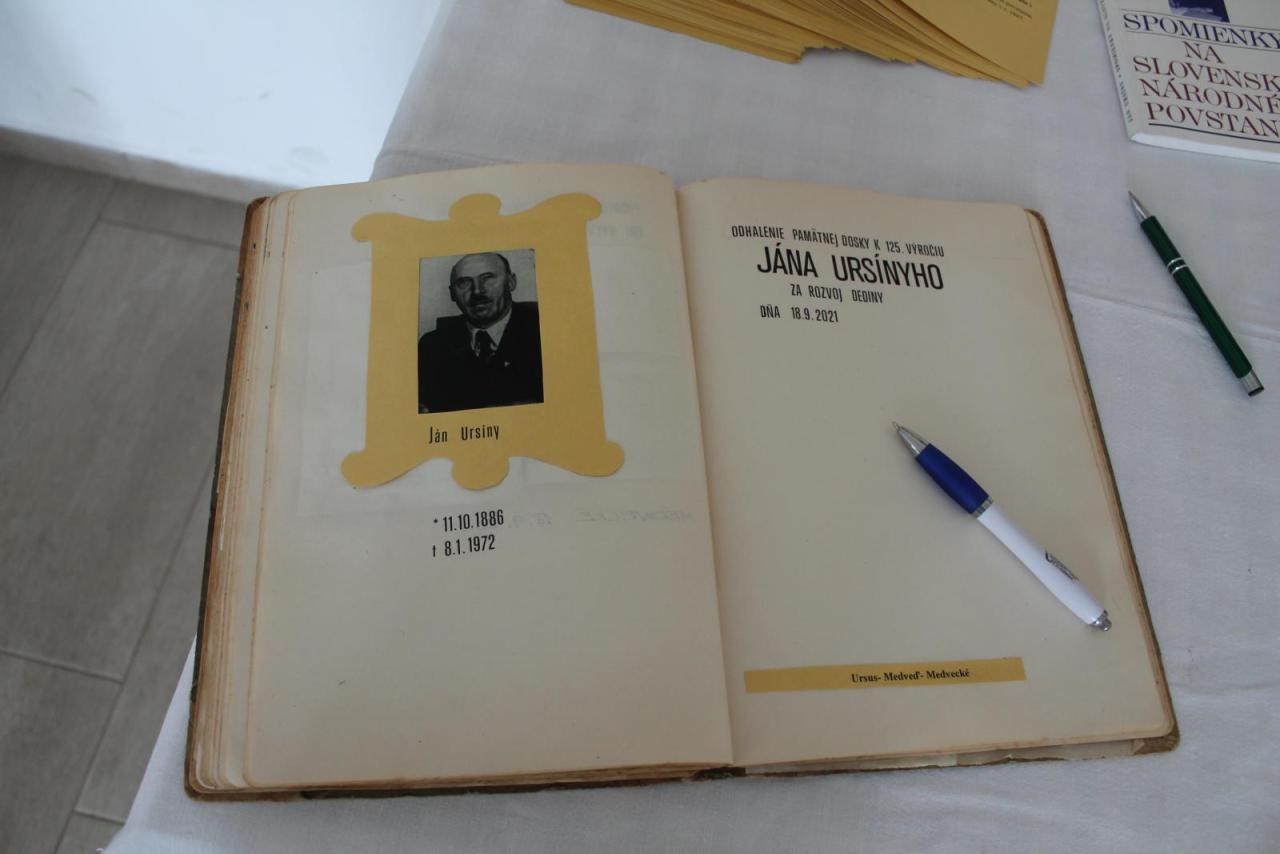 SPOMIENKY
NA
SLOVENSK
NÁRODNÉ
POVSTAN
ODHALENIE PAMÄTNEJ DOSKY K 125. VÝROČIU
JÁNA URSÍNYHO
ZA ROZVOJ DEDINY
DŇA 18.9.2021
Ján Ursíny
* 11.10.1886
† 8.1.1972
Ursus- Medveď- Medvecké